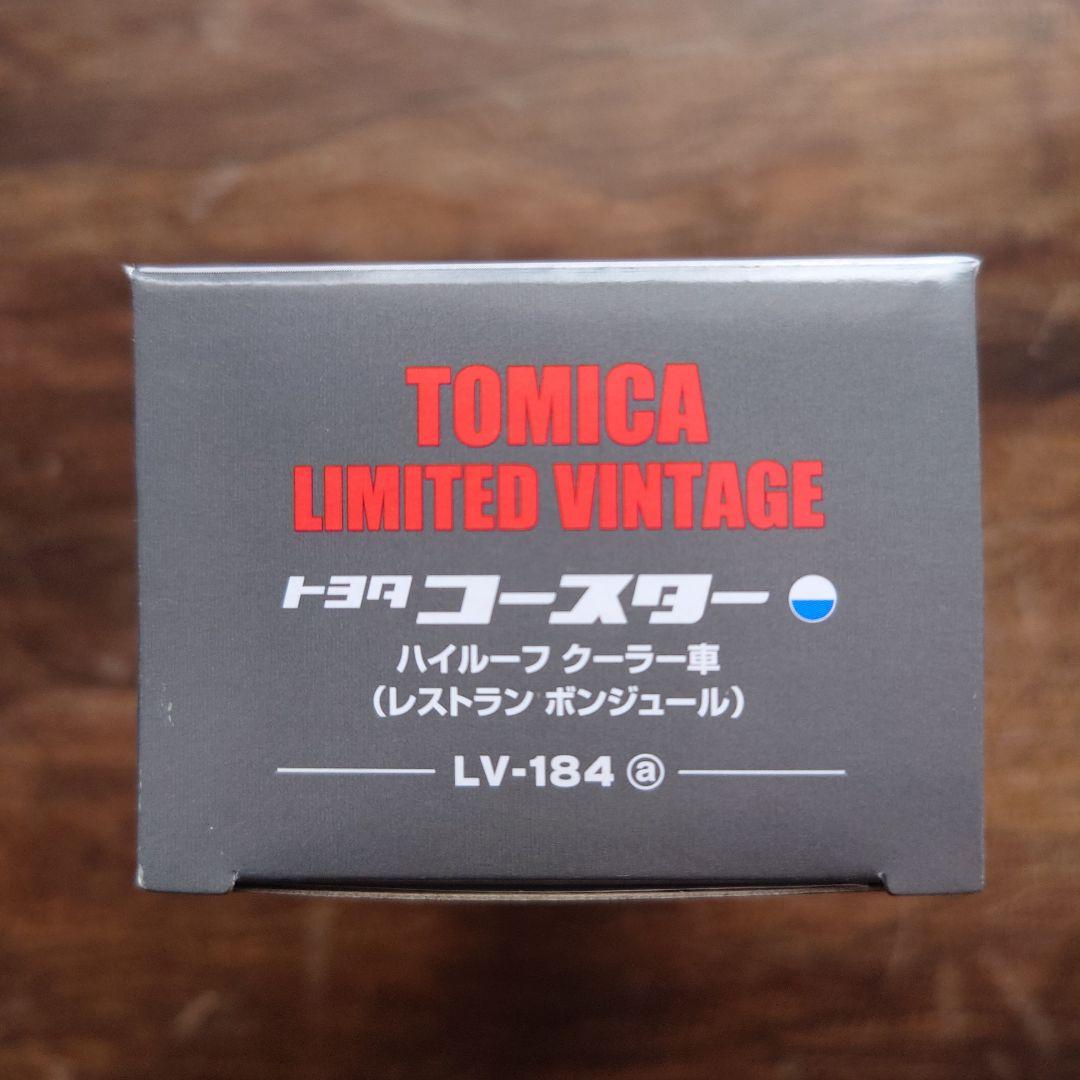 TOMICA
LIMITED VINTAGE
トヨタ コースター
ハイルーフ クーラー車
（レストラン ボンジュール）
LV-184 ⓐ